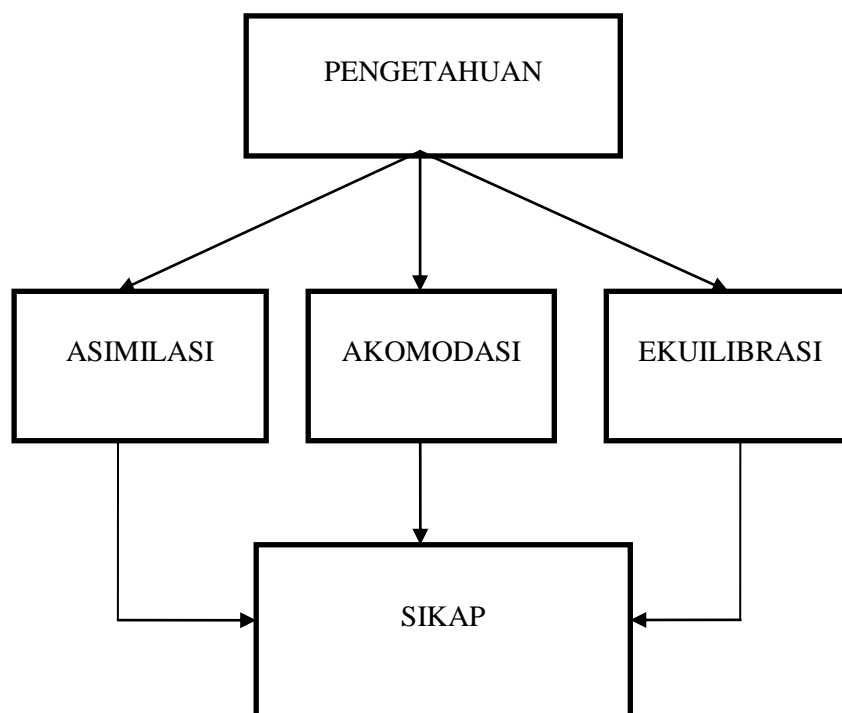 PENGETAHUAN
ASIMILASI
AKOMODASI
EKUILIBRASI
SIKAP